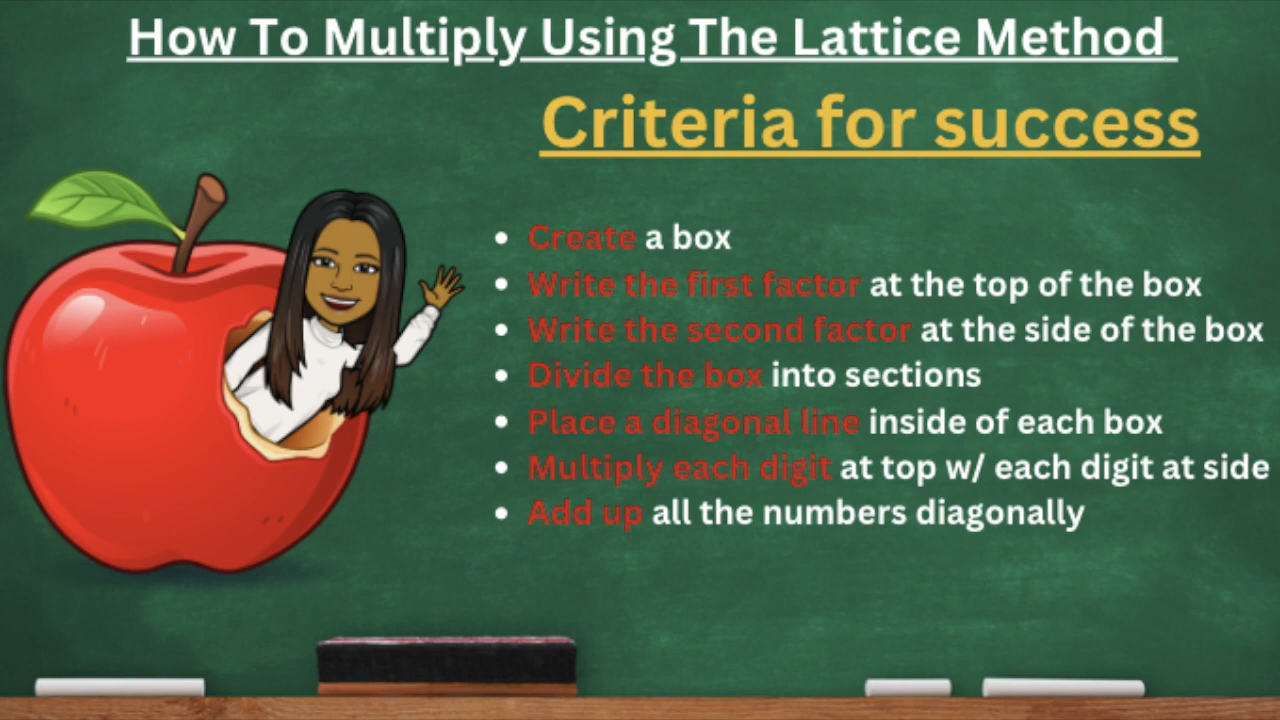 How To Multiply Using The Lattice Method
Criteria for success
• Create a box
• Write the first factor at the top of the box
• Write the second factor at the side of the box
• Divide the box into sections
• Place a diagonal line inside of each box
• Multiply each digit at top w/ each digit at side
• Add up all the numbers diagonally